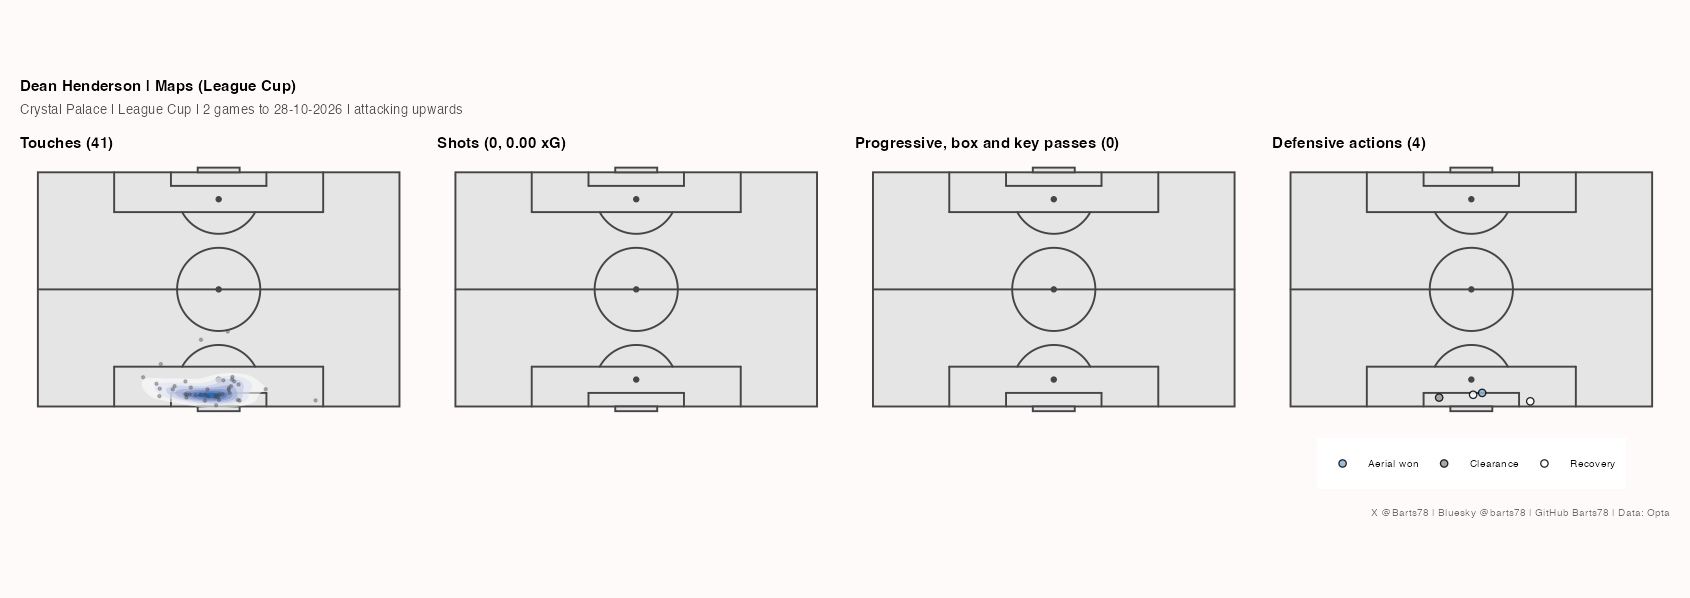 Dean Henderson | Maps (League Cup)
Crystal Palace | League Cup | 2 games to 28-10-2026 | attacking upwards
Touches (41)
Shots (0, 0.00 xG)
Progressive, box and key passes (0)
Defensive actions (4)
Aerial won
Clearance
Recovery
X @Barts78 | Bluesky @barts78 | GitHub Barts78 | Data: Opta